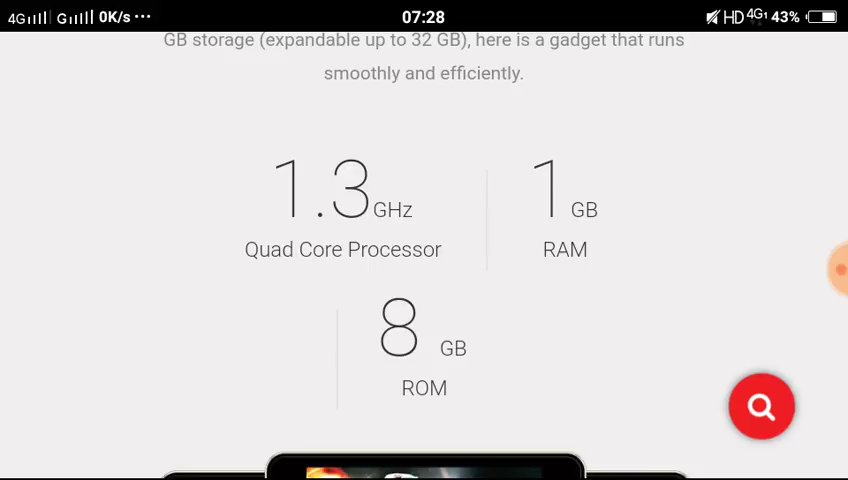 4G G 0K/s ··· 07:28 HD 4G1 43%
GB storage (expandable up to 32 GB), here is a gadget that runs
smoothly and efficiently.
1.3 GHz 1 GB
Quad Core Processor RAM
8 GB
ROM